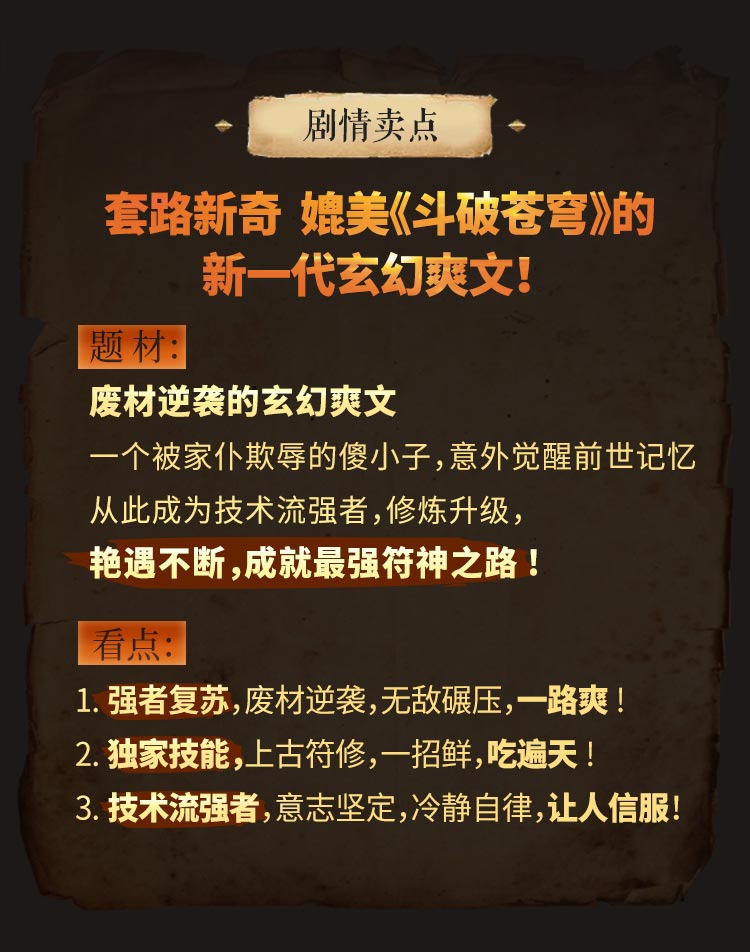 剧情卖点
套路新奇 媲美《斗破苍穹》的
新一代玄幻爽文！
题材：
废材逆袭的玄幻爽文
一个被家仆欺辱的傻小子，意外觉醒前世记忆
从此成为技术流强者，修炼升级，
艳遇不断，成就最强符神之路！
看点：
1. 强者复苏，废材逆袭，无敌碾压，一路爽！
2. 独家技能，上古符修，一招鲜，吃遍天！
3. 技术流强者，意志坚定，冷静自律，让人信服！